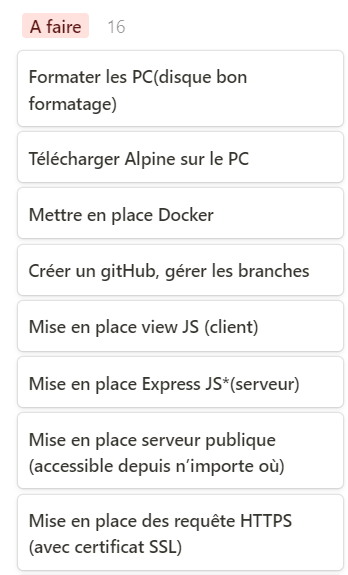 A faire 16
Formater les PC(disque bon
formatage)
Télécharger Alpine sur le PC
Mettre en place Docker
Créer un gitHub, gérer les branches
Mise en place view JS (client)
Mise en place Express JS*(serveur)
Mise en place serveur publique
(accessible depuis n’importe où)
Mise en place des requête HTTPS
(avec certificat SSL)